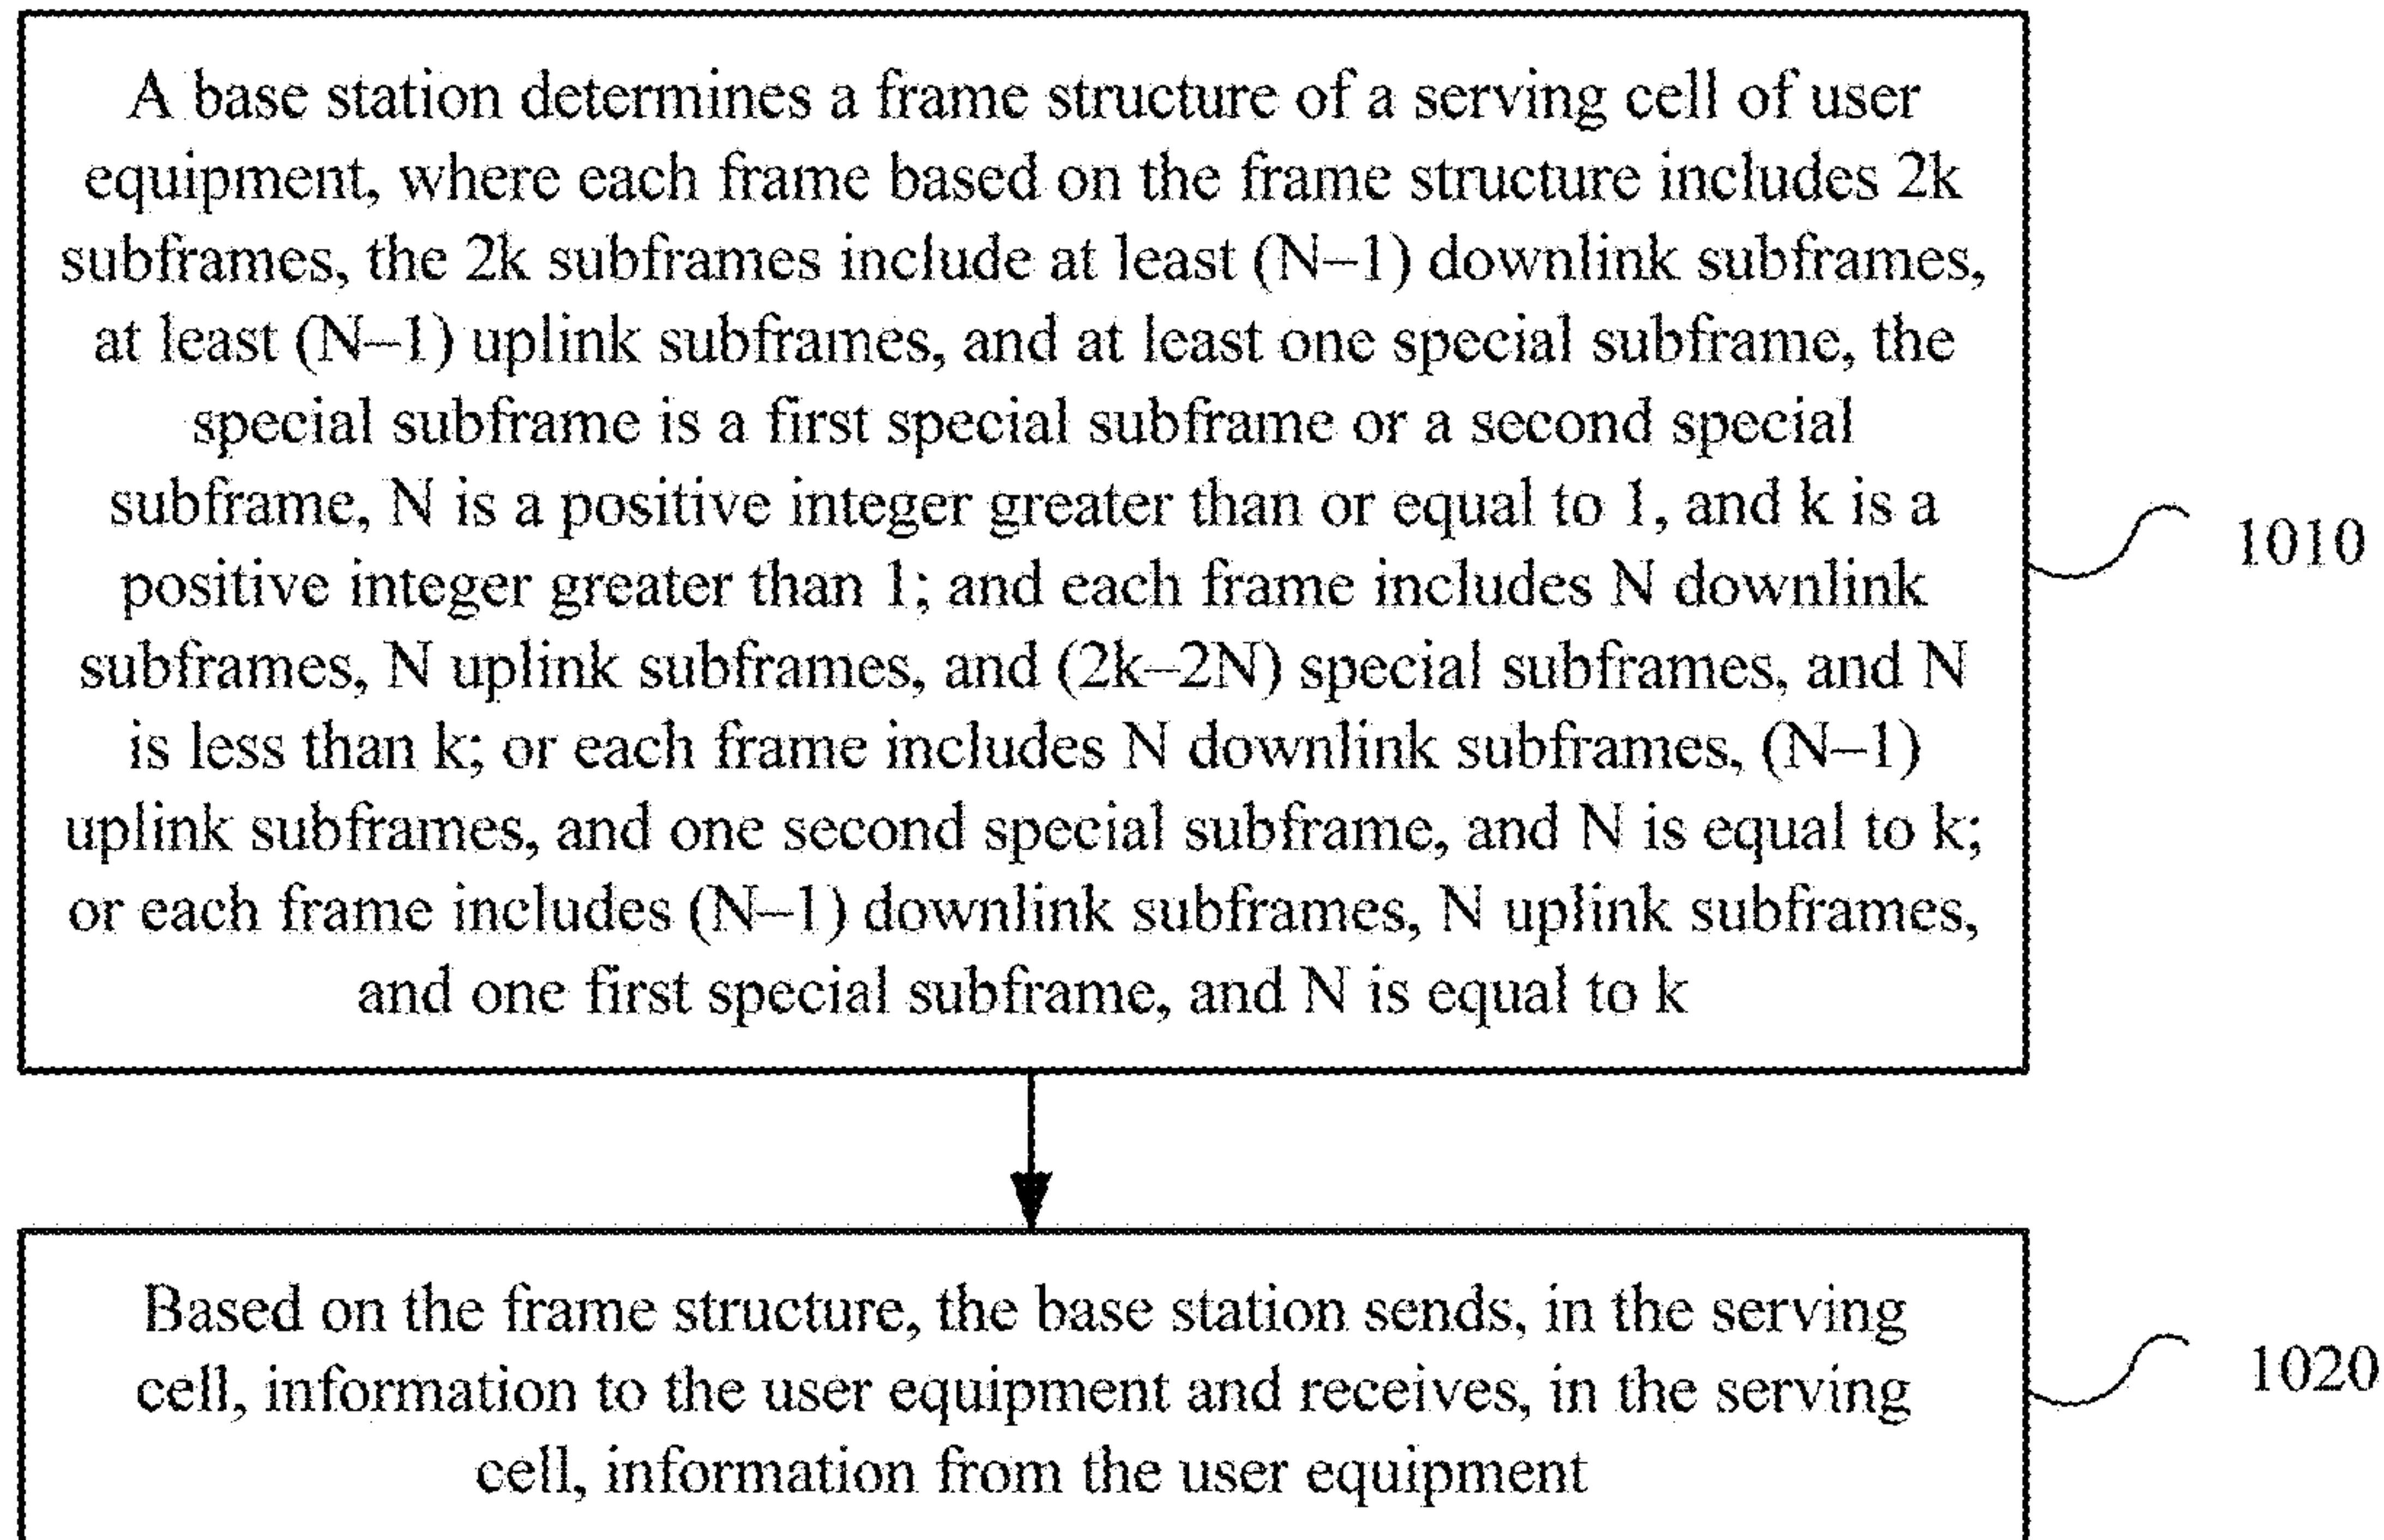 A base station determines a frame structure of a serving cell of user
equipment, where each frame based on the frame structure includes 2k
subframes, the 2k subframes include at least (N–1) downlink subframes,
at least (N–1) uplink subframes, and at least one special subframe, the
special subframe is a first special subframe or a second special
subframe, N is a positive integer greater than or equal to 1, and k is a
positive integer greater than 1; and each frame includes N downlink
subframes, N uplink subframes, and (2k–2N) special subframes, and N
is less than k; or each frame includes N downlink subframes, (N–1)
uplink subframes, and one second special subframe, and N is equal to k;
or each frame includes (N–1) downlink subframes, N uplink subframes,
and one first special subframe, and N is equal to k
1010
Based on the frame structure, the base station sends, in the serving
cell, information to the user equipment and receives, in the serving
cell, information from the user equipment
1020